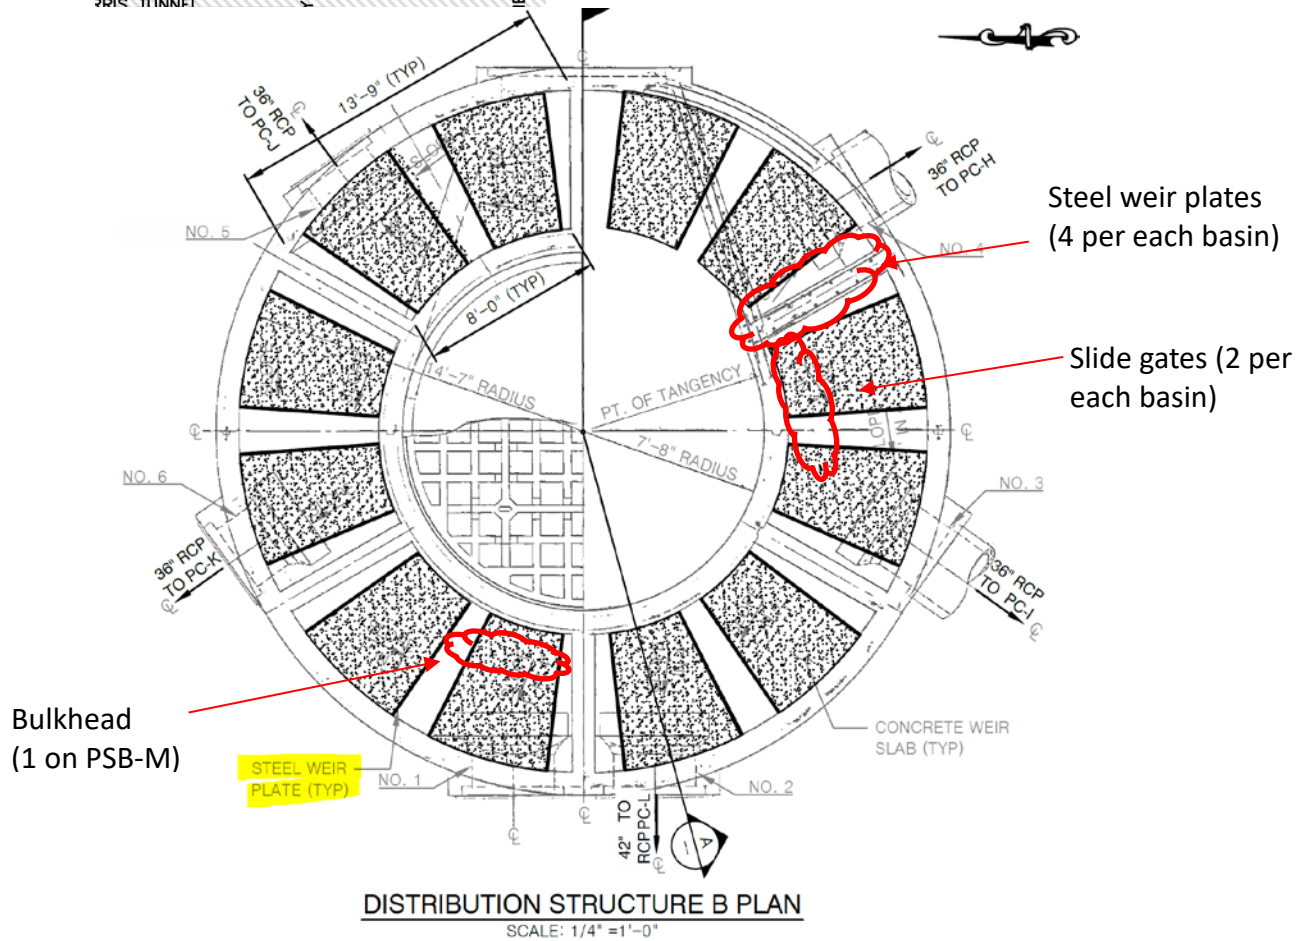 RRIS TUNNEL
13'-9" (TYP)
36" RCP
TO PC-J
36" RCP
TO PC-H
Steel weir plates
(4 per each basin)
NO. 5
NO. 4
8'-0" (TYP)
Slide gates (2 per
each basin)
14'-7" RADIUS
PT. OF TANGENCY
7'-8" RADIUS
NO. 6
NO. 3
36" RCP
TO PC-K
36" RCP
TO PC-I
Bulkhead
(1 on PSB-M)
CONCRETE WEIR
SLAB (TYP)
STEEL WEIR
PLATE (TYP)
NO. 1
NO. 2
42" TO
RCPPC-L
A
DISTRIBUTION STRUCTURE B PLAN
SCALE: 1/4" =1'-0"